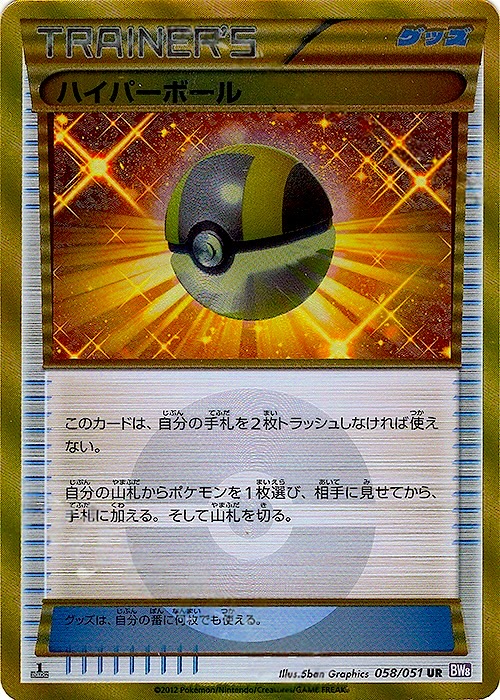 TRAINER'S
グッズ
ハイパーボール
このカードは、自分の手札を2枚トラッシュしなければ使え
ない。
自分の山札からポケモンを1枚選び、相手に見せてから、
手札に加える。そして山札を切る。
グッズは、自分の番に何枚でも使える。
1
Illus. 5ban Graphics 058/051 UR BW8
©2012 Pokémon/Nintendo/Creatures/GAME FREAK.